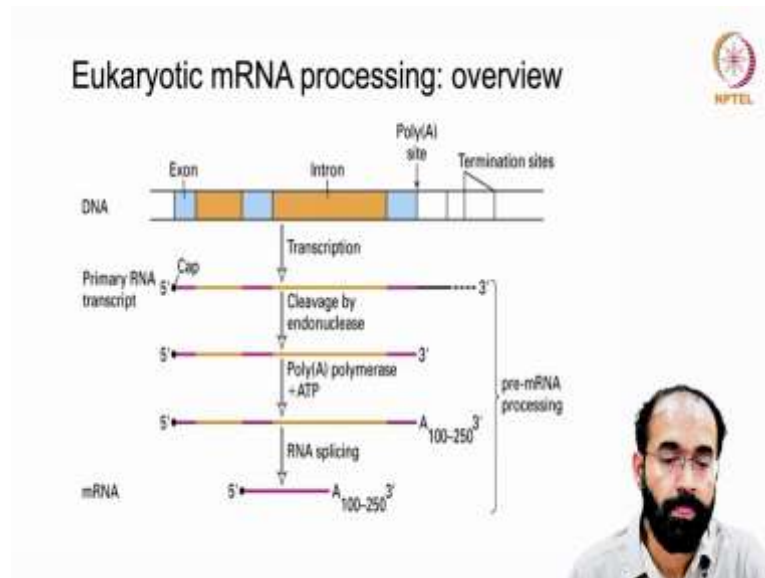 Eukaryotic mRNA processing: overview
NPTEL
Poly(A)
site
Termination sites
Exon
Intron
DNA
Transcription
Cap
Primary RNA
transcript
5'
3'
Cleavage by
endonuclease
5'
3'
Poly(A) polymerase
+ATP
pre-mRNA
processing
5'
A100–250 3'
RNA splicing
mRNA
5'
A100–250 3'